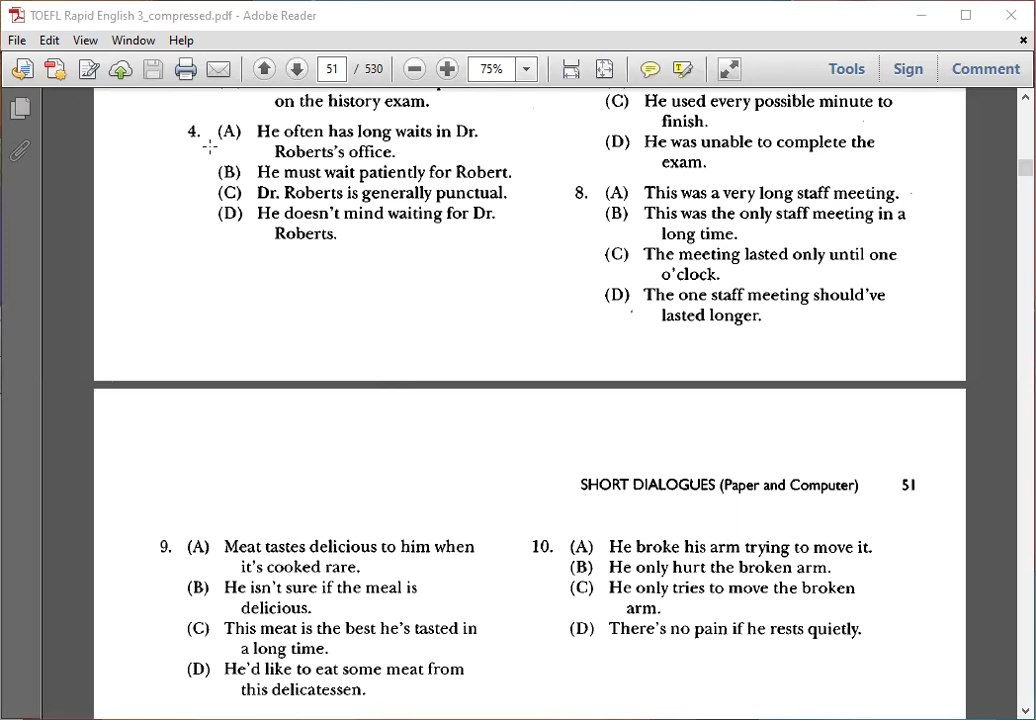 TOEFL Rapid English 3_compressed.pdf - Adobe Reader
File Edit View Window Help
51 / 530 75% Tools Sign Comment
on the history exam.
4. (A) He often has long waits in Dr.
Roberts's office.
(B) He must wait patiently for Robert.
(C) Dr. Roberts is generally punctual.
(D) He doesn't mind waiting for Dr.
Roberts.
(C) He used every possible minute to
finish.
(D) He was unable to complete the
exam.
8. (A) This was a very long staff meeting.
(B) This was the only staff meeting in a
long time.
(C) The meeting lasted only until one
o'clock.
(D) The one staff meeting should've
lasted longer.
SHORT DIALOGUES (Paper and Computer) 51
9. (A) Meat tastes delicious to him when
it's cooked rare.
(B) He isn't sure if the meal is
delicious.
(C) This meat is the best he's tasted in
a long time.
(D) He'd like to eat some meat from
this delicatessen.
10. (A) He broke his arm trying to move it.
(B) He only hurt the broken arm.
(C) He only tries to move the broken
arm.
(D) There's no pain if he rests quietly.